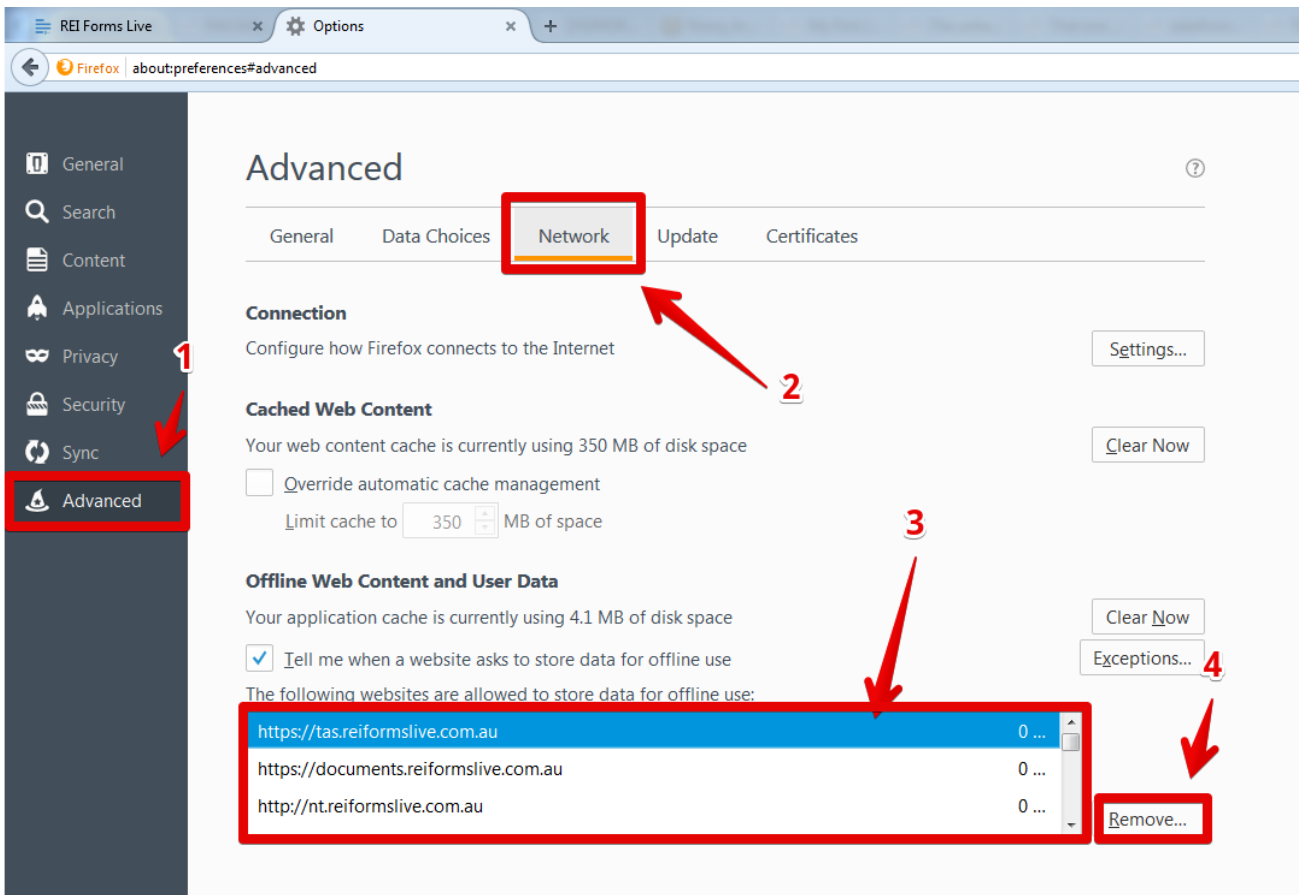 REI Forms Live
Options
Firefox about:preferences#advanced
General
Search
Content
Applications
Privacy
Security
Sync
Advanced
1
Advanced
General Data Choices Network Update Certificates
2
Connection
Configure how Firefox connects to the Internet Settings...
Cached Web Content
Your web content cache is currently using 350 MB of disk space Clear Now
Override automatic cache management
Limit cache to 350 MB of space
3
Offline Web Content and User Data
Your application cache is currently using 4.1 MB of disk space Clear Now
Tell me when a website asks to store data for offline use Exceptions...
4
The following websites are allowed to store data for offline use:
https://tas.reiformslive.com.au 0 ...
https://documents.reiformslive.com.au 0 ...
http://nt.reiformslive.com.au 0 ...
Remove...